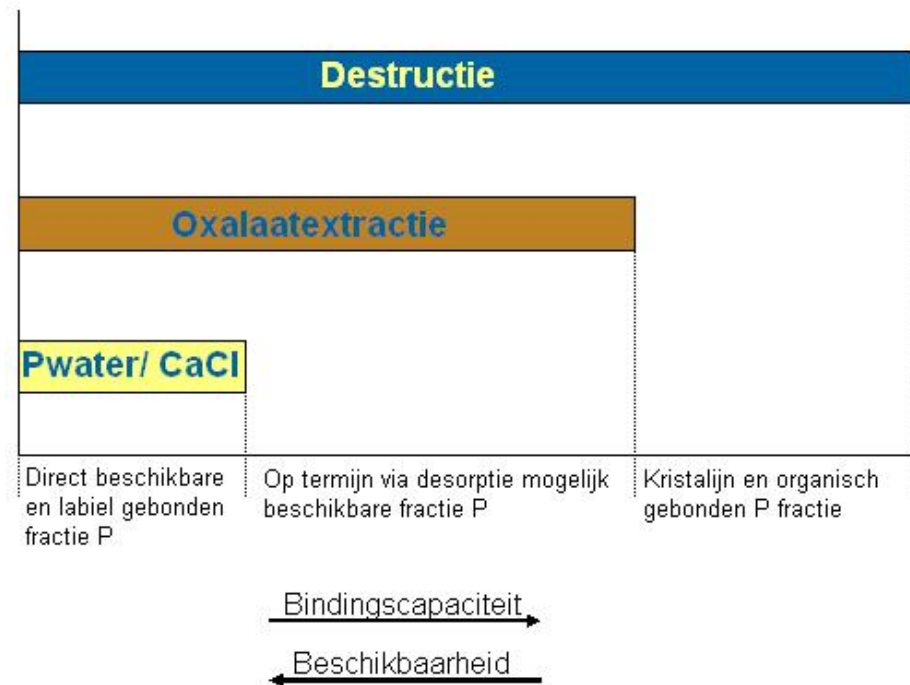 Destructie
Oxalaatextractie
Pwater/ CaCl
Direct beschikbare
en labiel gebonden
fractie P
Op termijn via desorptie mogelijk
beschikbare fractie P
Kristalijn en organisch
gebonden P fractie
Bindingscapaciteit
Beschikbaarheid